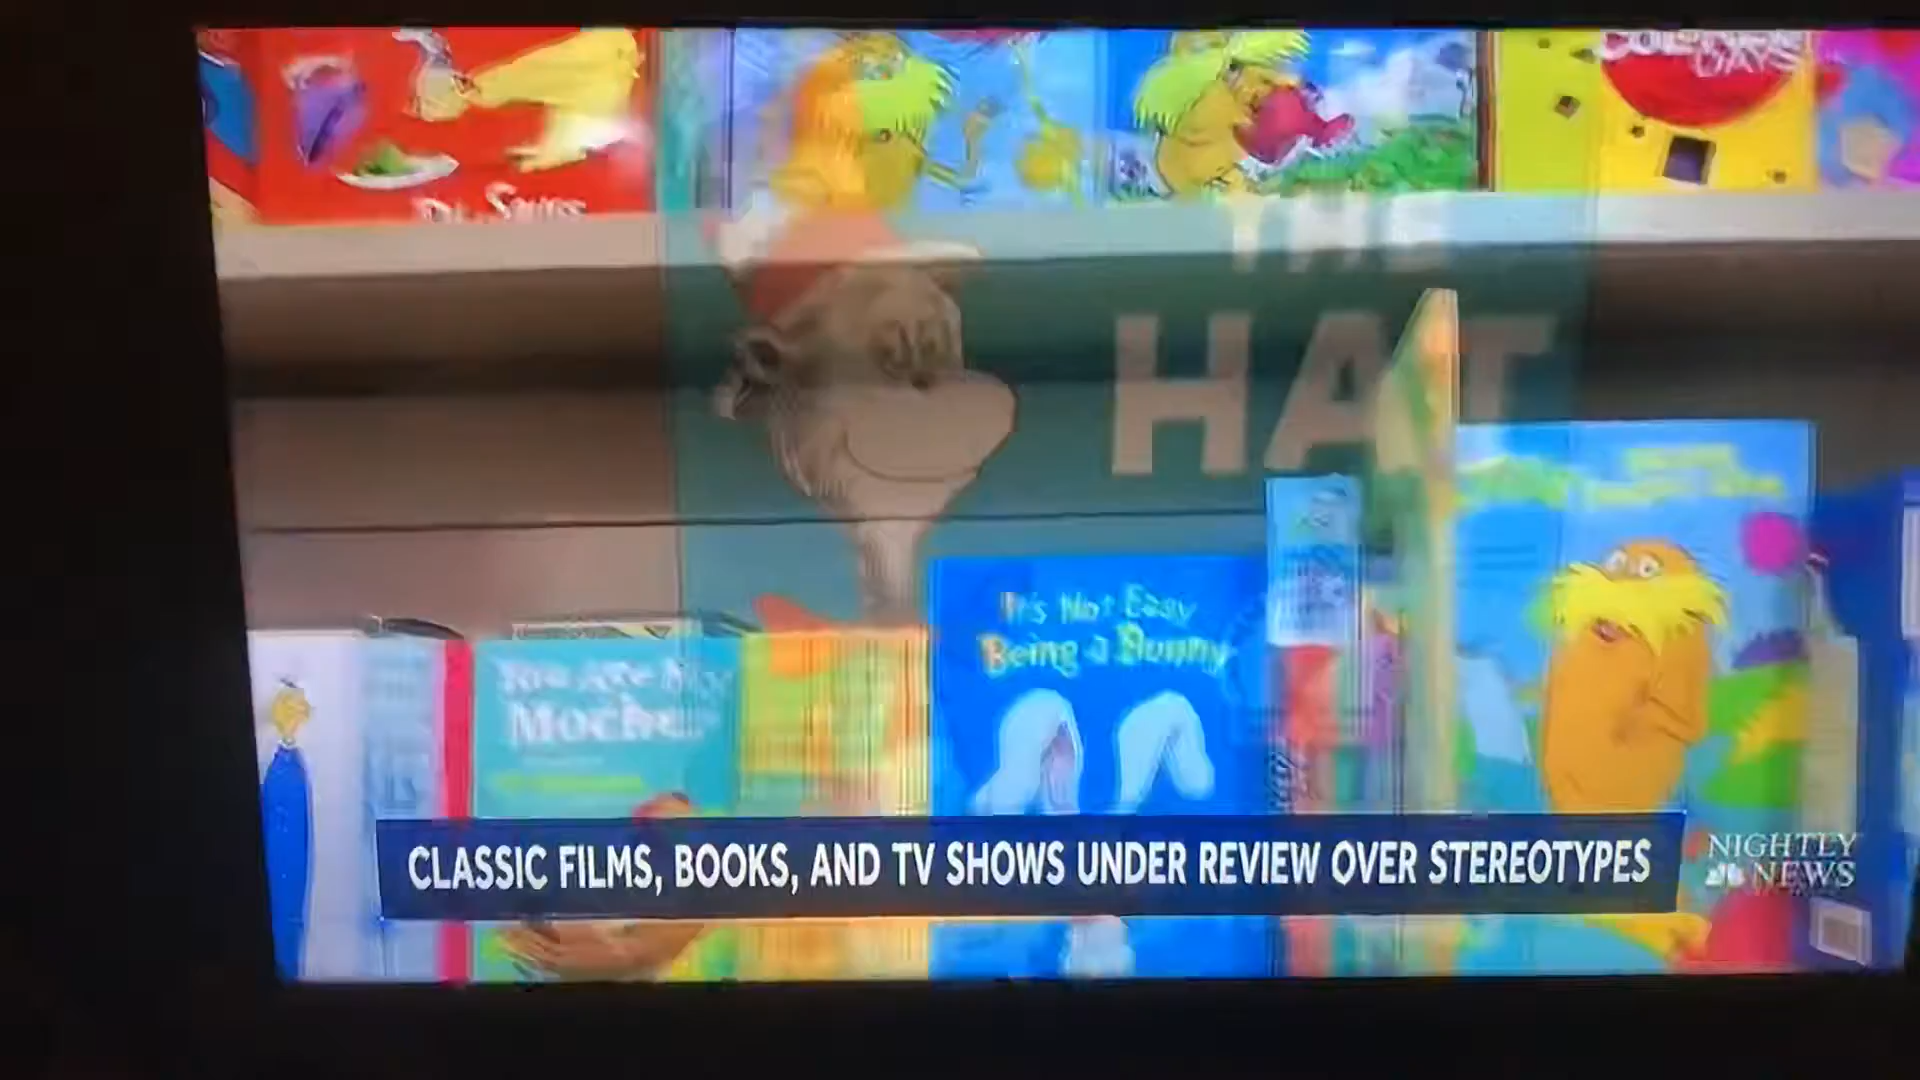 DAYS
Dr. Seuss
THE
HAT
It's Not Easy
Being a Bunny
You Are My
Mother
CLASSIC FILMS, BOOKS, AND TV SHOWS UNDER REVIEW OVER STEREOTYPES
NIGHTLY
NEWS